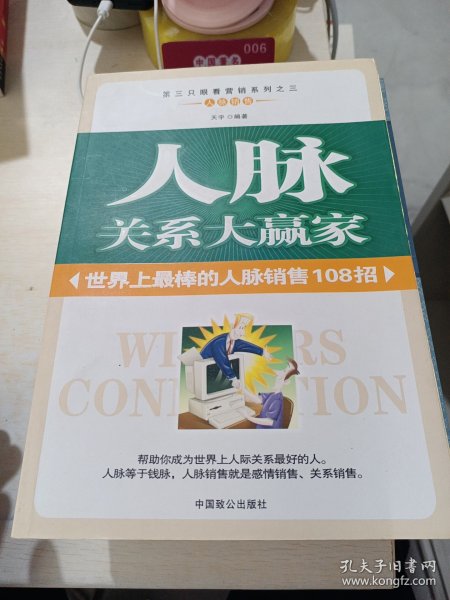 006
中国書名
第三只眼看营销系列之三
人脉销售
天宇◎编著
人脉
关系大赢家
世界上最棒的人脉销售108招
WINNERS
CONNECTION
帮助你成为世界上人际关系最好的人。
人脉等于钱脉，人脉销售就是感情销售、关系销售。
中国致公出版社
孔夫子旧书网
www.kongfz.com